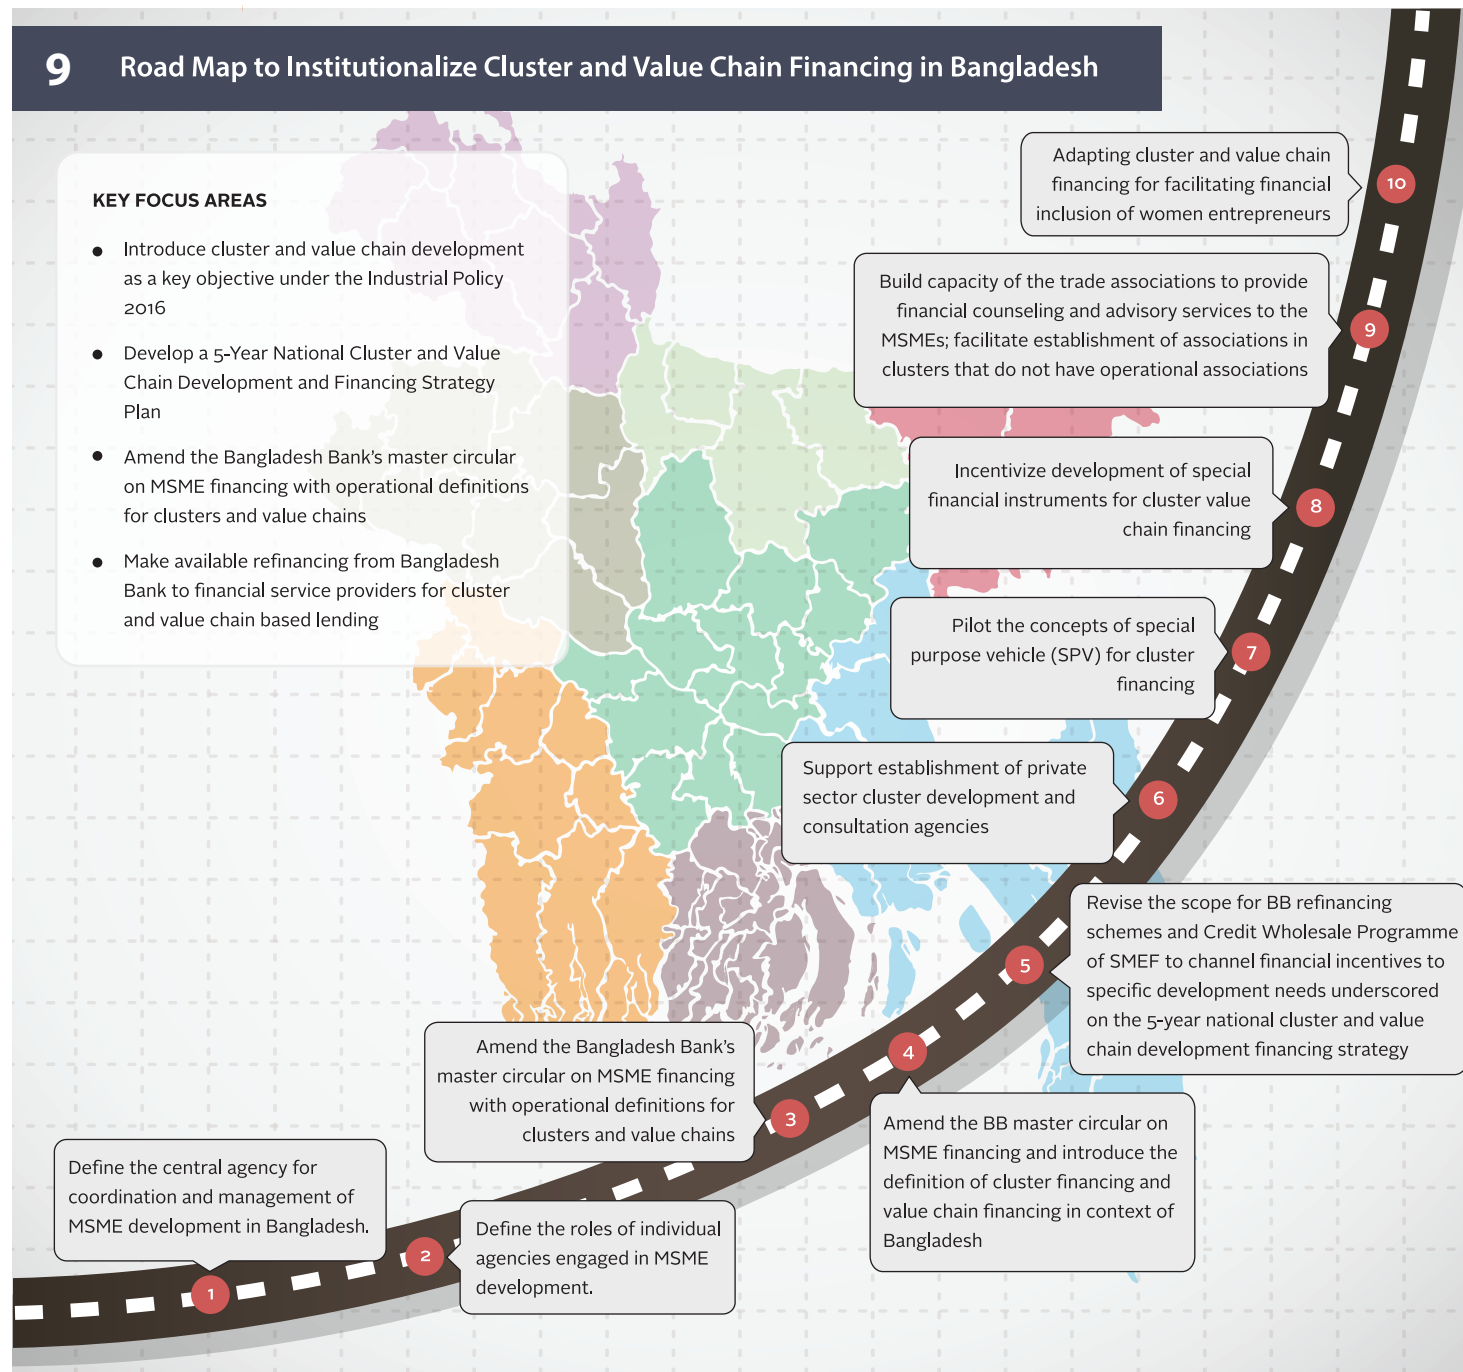 9 Road Map to Institutionalize Cluster and Value Chain Financing in Bangladesh
KEY FOCUS AREAS
● Introduce cluster and value chain development
as a key objective under the Industrial Policy
2016
● Develop a 5-Year National Cluster and Value
Chain Development and Financing Strategy
Plan
● Amend the Bangladesh Bank's master circular
on MSME financing with operational definitions
for clusters and value chains
● Make available refinancing from Bangladesh
Bank to financial service providers for cluster
and value chain based lending
Adapting cluster and value chain
financing for facilitating financial
inclusion of women entrepreneurs
10
Build capacity of the trade associations to provide
financial counseling and advisory services to the
MSMEs; facilitate establishment of associations in
clusters that do not have operational associations
9
Incentivize development of special
financial instruments for cluster value
chain financing
8
Pilot the concepts of special
purpose vehicle (SPV) for cluster
financing
7
Support establishment of private
sector cluster development and
consultation agencies
6
Revise the scope for BB refinancing
schemes and Credit Wholesale Programme
of SMEF to channel financial incentives to
specific development needs underscored
on the 5-year national cluster and value
chain development financing strategy
5
Amend the Bangladesh Bank's
master circular on MSME financing
with operational definitions for
clusters and value chains
3
4
Amend the BB master circular on
MSME financing and introduce the
definition of cluster financing and
value chain financing in context of
Bangladesh
Define the central agency for
coordination and management of
MSME development in Bangladesh.
1
2
Define the roles of individual
agencies engaged in MSME
development.